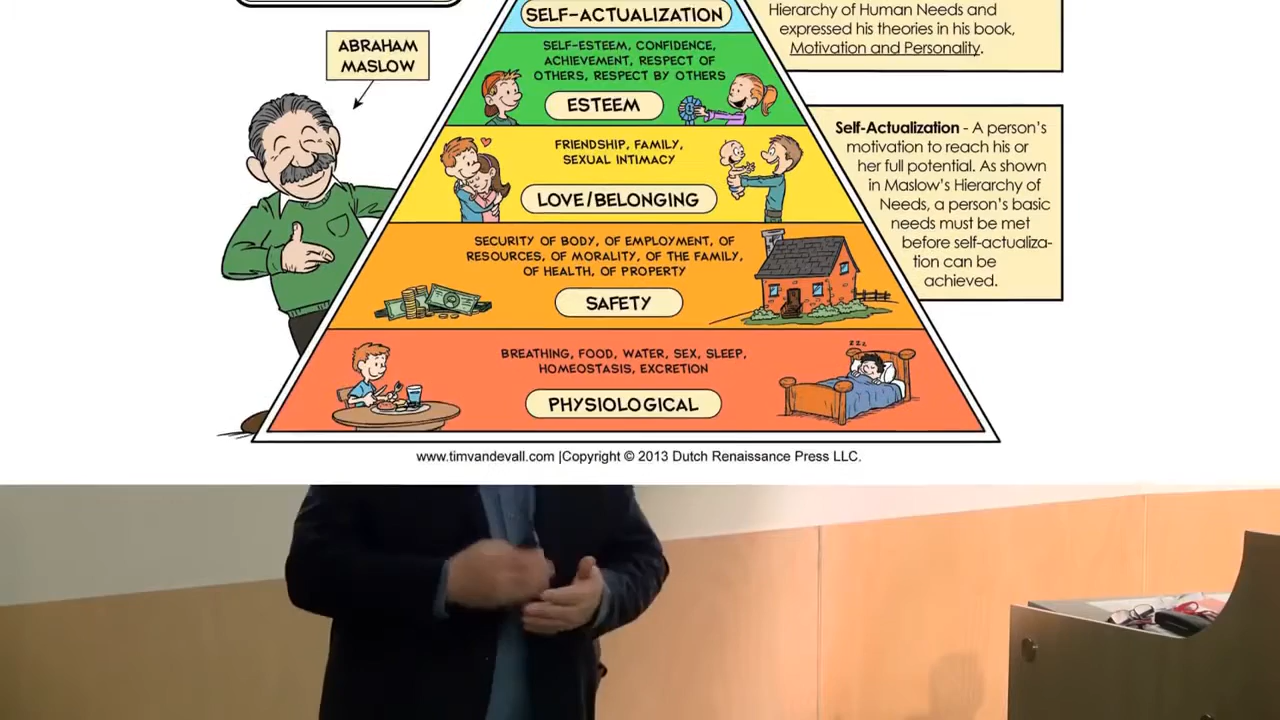 SELF-ACTUALIZATION
Hierarchy of Human Needs and
expressed his theories in his book,
Motivation and Personality.
ABRAHAM
MASLOW
SELF-ESTEEM, CONFIDENCE,
ACHIEVEMENT, RESPECT OF
OTHERS, RESPECT BY OTHERS
ESTEEM
Self-Actualization - A person's
motivation to reach his or
her full potential. As shown
in Maslow's Hierarchy of
Needs, a person's basic
needs must be met
before self-actualiza-
tion can be
achieved.
FRIENDSHIP, FAMILY,
SEXUAL INTIMACY
LOVE/BELONGING
SECURITY OF BODY, OF EMPLOYMENT, OF
RESOURCES, OF MORALITY, OF THE FAMILY,
OF HEALTH, OF PROPERTY
SAFETY
BREATHING, FOOD, WATER, SEX, SLEEP,
HOMEOSTASIS, EXCRETION
zzz
PHYSIOLOGICAL
www.timvandevall.com |Copyright © 2013 Dutch Renaissance Press LLC.